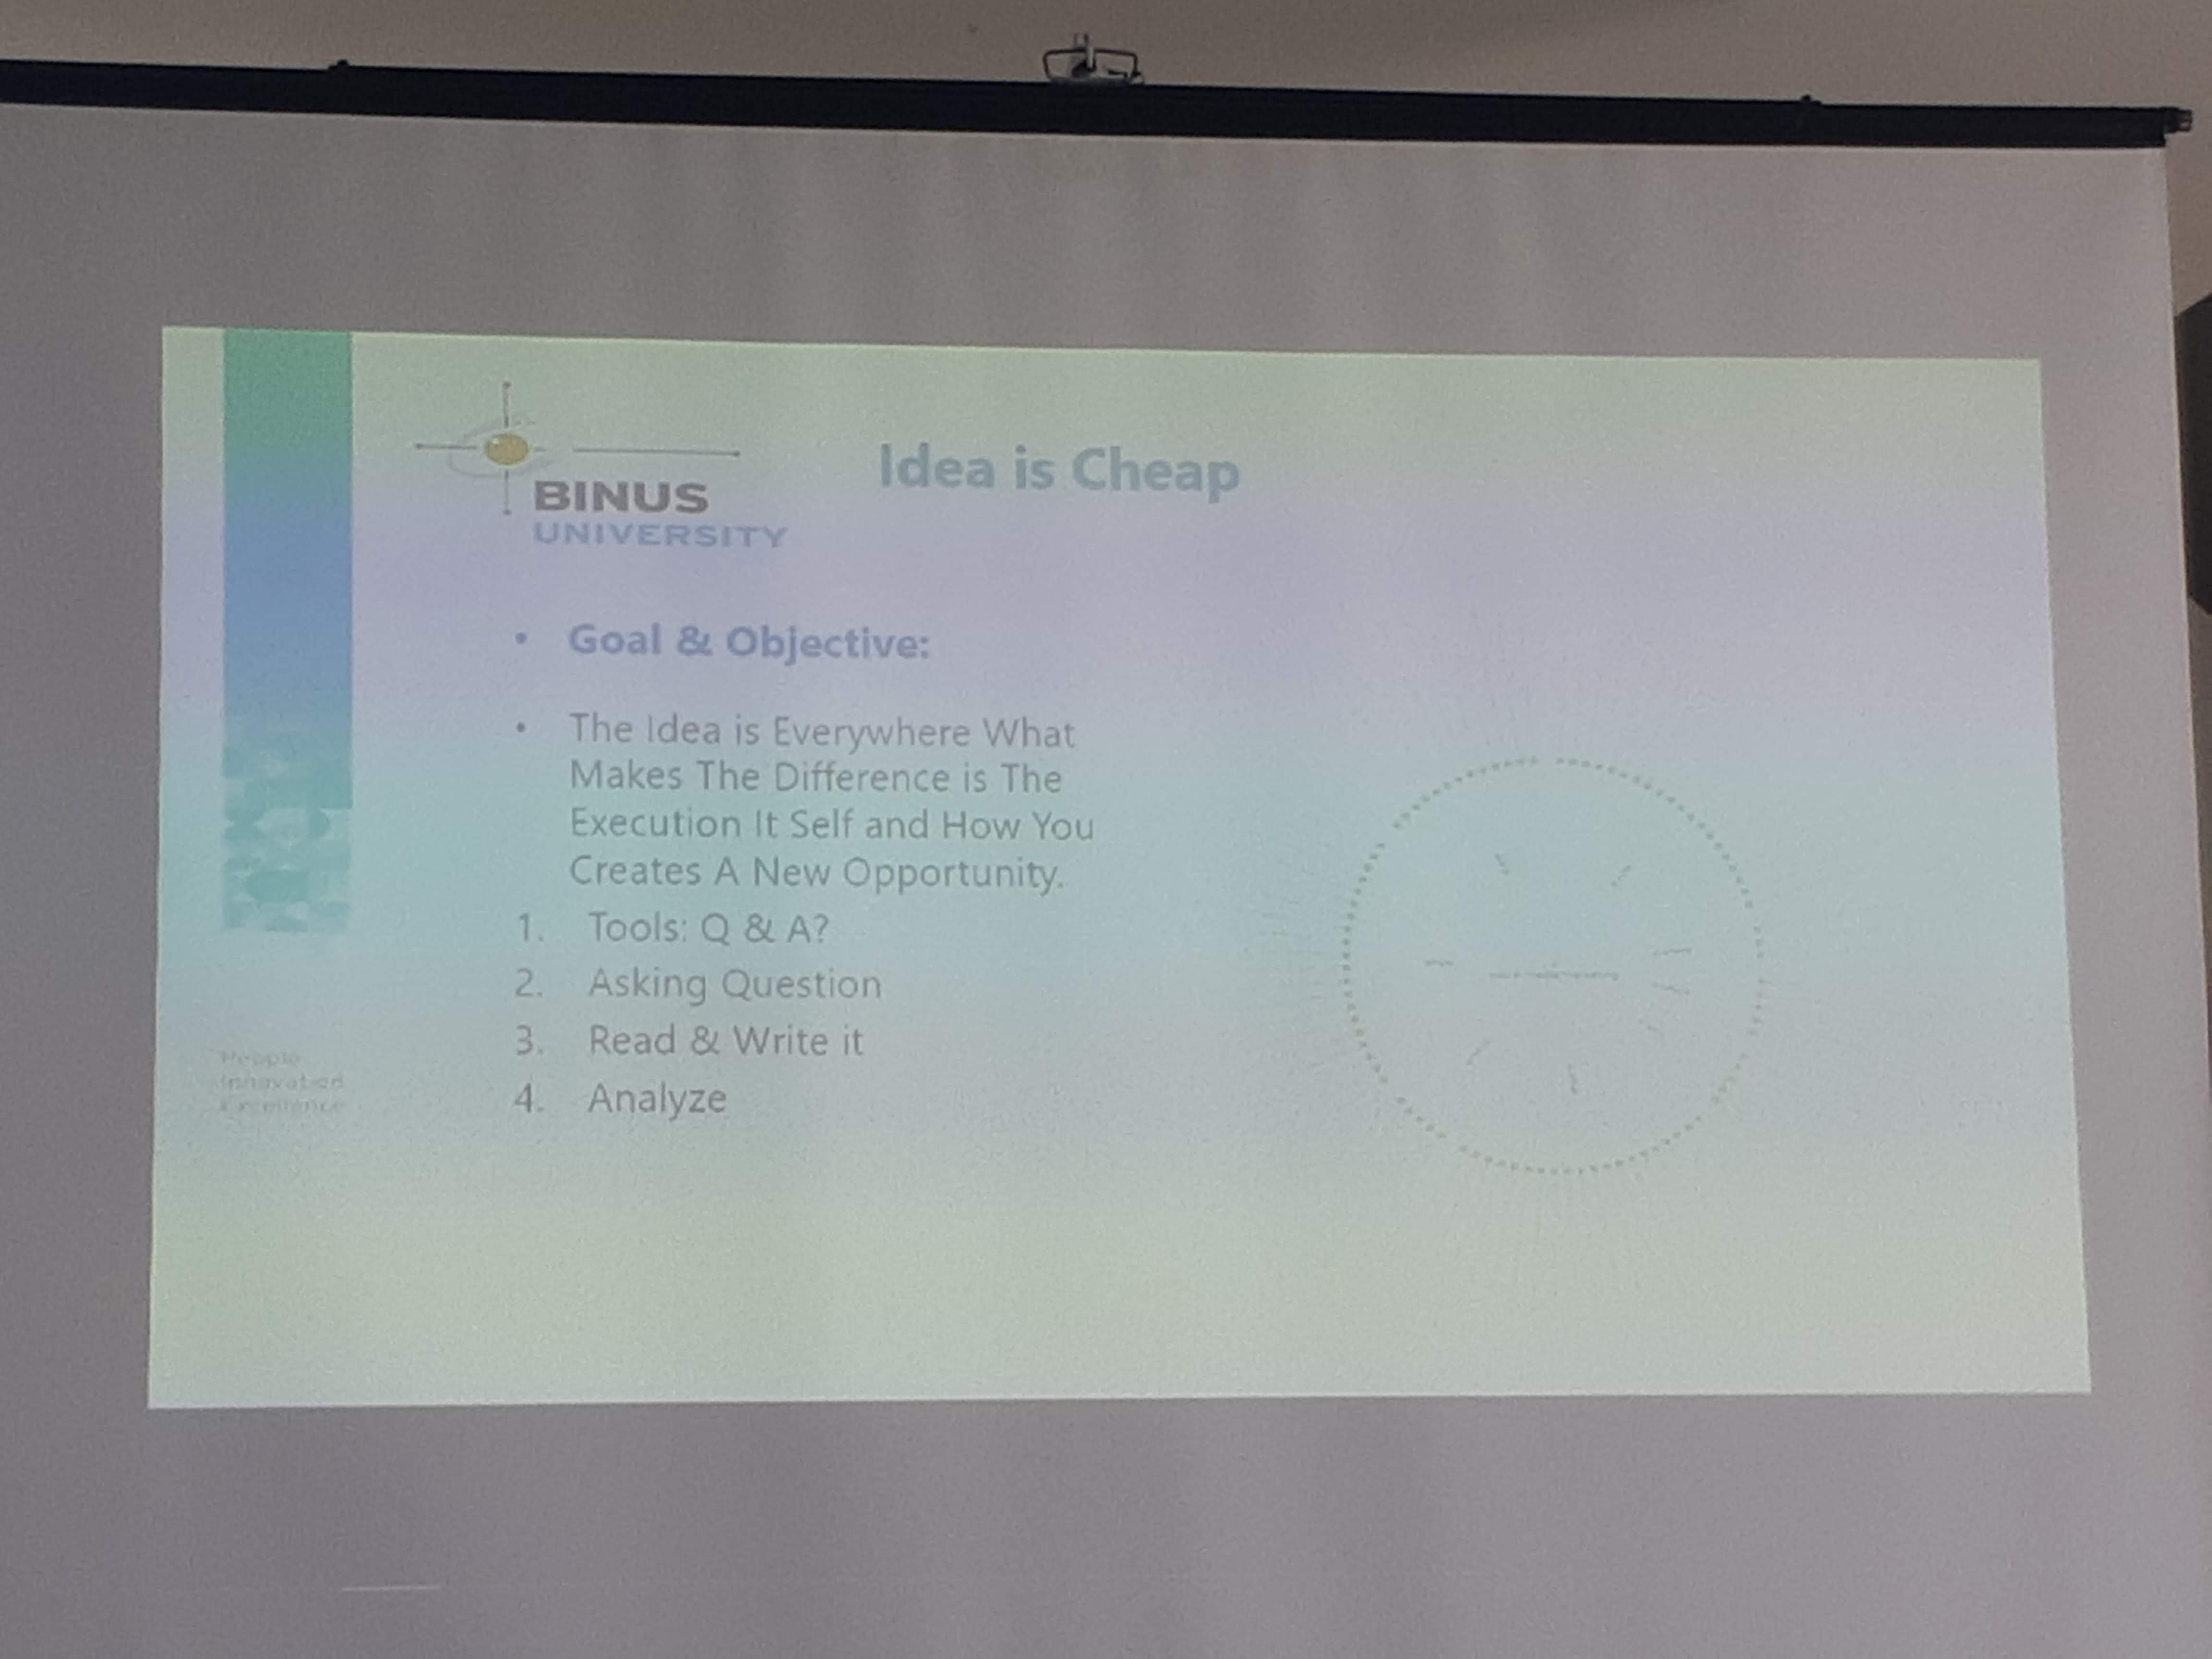 Idea is Cheap
BINUS
UNIVERSITY
• Goal & Objective:
• The Idea is Everywhere What
Makes The Difference is The
Execution It Self and How You
Creates A New Opportunity.
1. Tools: Q & A?
2. Asking Question
3. Read & Write it
4. Analyze
People
Innovation
Excellence